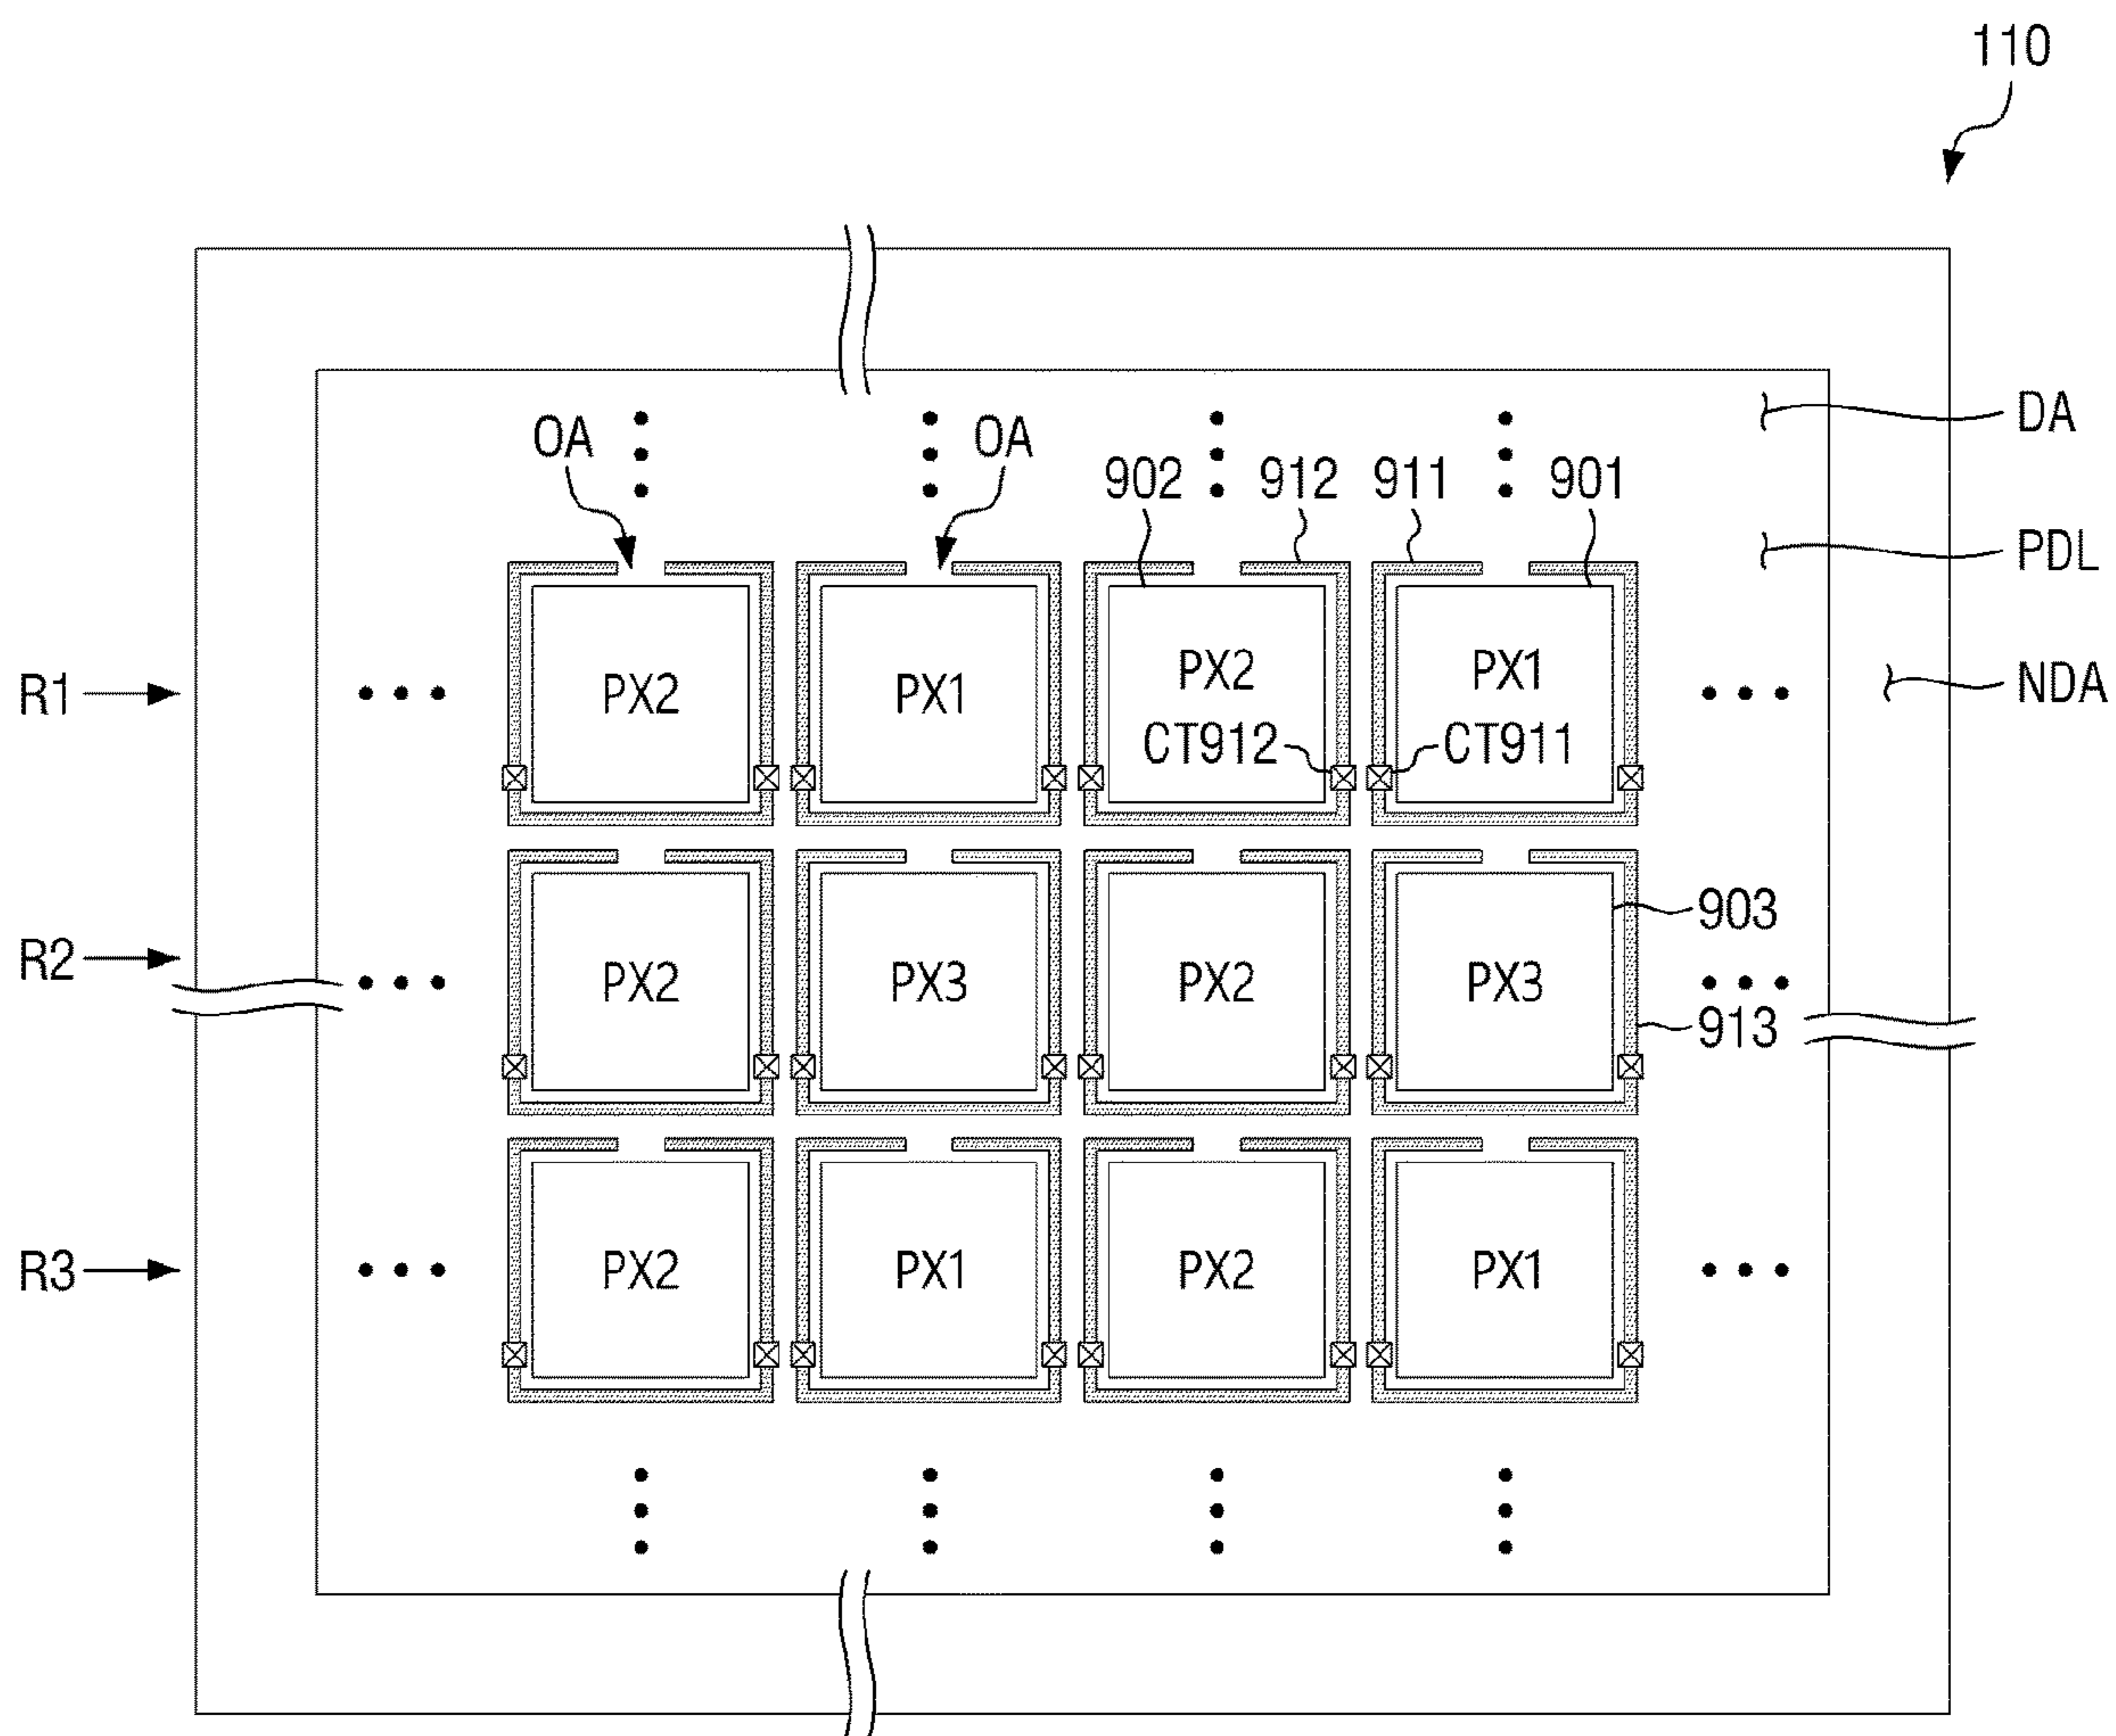 110
DA
OA OA
902 912 911 901
PDL
R1 PX2 PX1 PX2 PX1 NDA
CT912 CT911
903
R2 PX2 PX3 PX2 PX3
913
R3 PX2 PX1 PX2 PX1